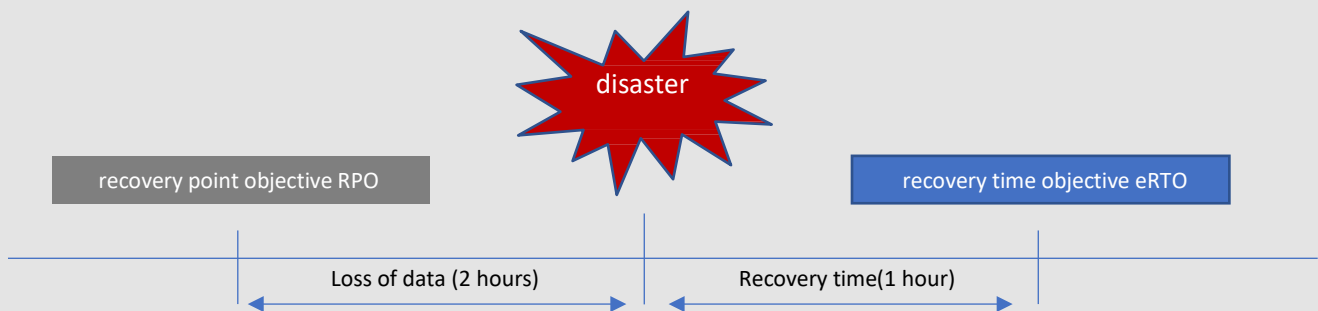 disaster
recovery point objective RPO
recovery time objective eRTO
Loss of data (2 hours)
Recovery time(1 hour)